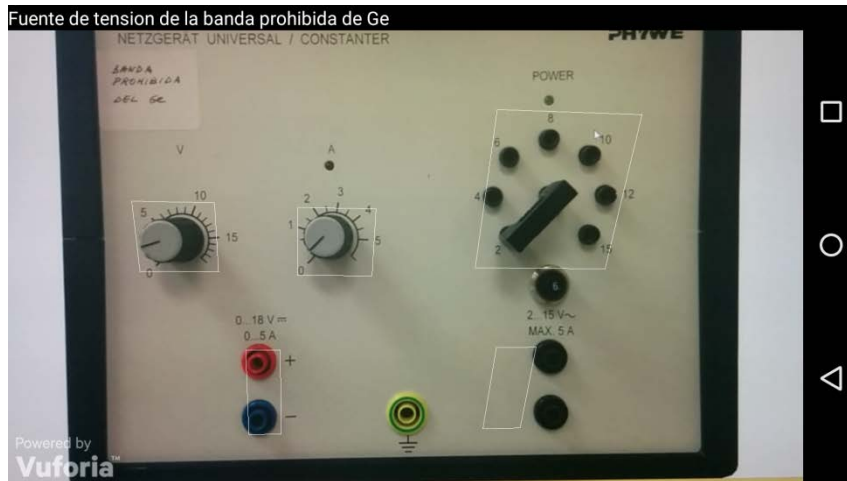 Fuente de tension de la banda prohibida de Ge
NETZGERÄT UNIVERSAL / CONSTANTER
PHYWE
BANDA
PROHIBIDA
DEL Ge
POWER
V
A
8
6
10
4
12
2
15
10
5
15
0
3
2
4
1
5
0
6
0...18 V
0...5 A
2...15 V~
MAX. 5 A
+
−
Powered by
Vuforia™